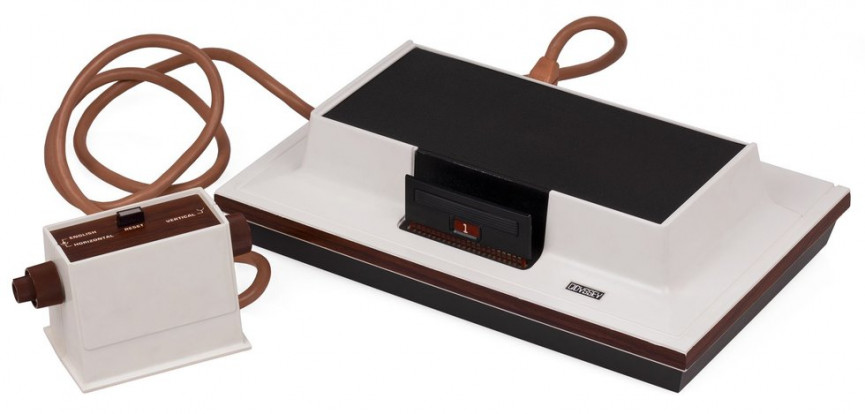 ENGLISH
HORIZONTAL RESET VERTICAL
1
ODYSSEY